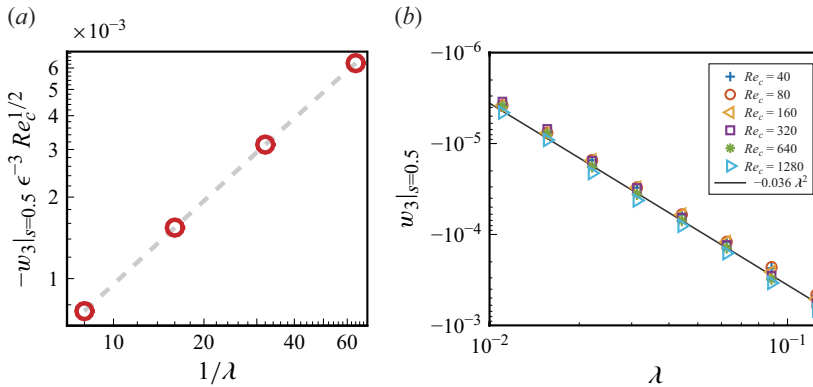 (a)
×10⁻³
6
5
4
3
2
1
−w₃|ₛ₌₀.₅ ϵ⁻³ Re_c^{1/2}
10 20 40 60
1/λ
(b)
−10⁻⁶
−10⁻⁵
−10⁻⁴
−10⁻³
w₃|ₛ₌₀.₅
Re_c = 40
Re_c = 80
Re_c = 160
Re_c = 320
Re_c = 640
Re_c = 1280
−0.036 λ²
10⁻² 10⁻¹
λ